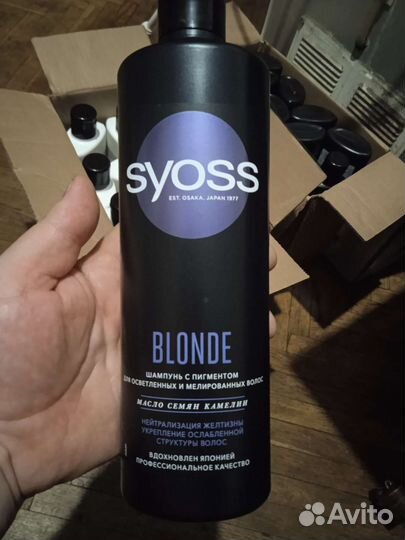 syoss
EST. OSAKA, JAPAN 1977
BLONDE
ШАМПУНЬ С ПИГМЕНТОМ
ДЛЯ ОСВЕТЛЕННЫХ И МЕЛИРОВАННЫХ ВОЛОС
МАСЛО СЕМЯН КАМЕЛИИ
НЕЙТРАЛИЗАЦИЯ ЖЕЛТИЗНЫ
УКРЕПЛЕНИЕ ОСЛАБЛЕННОЙ
СТРУКТУРЫ ВОЛОС
ВДОХНОВЛЕН ЯПОНИЕЙ
ПРОФЕССИОНАЛЬНОЕ КАЧЕСТВО
Avito